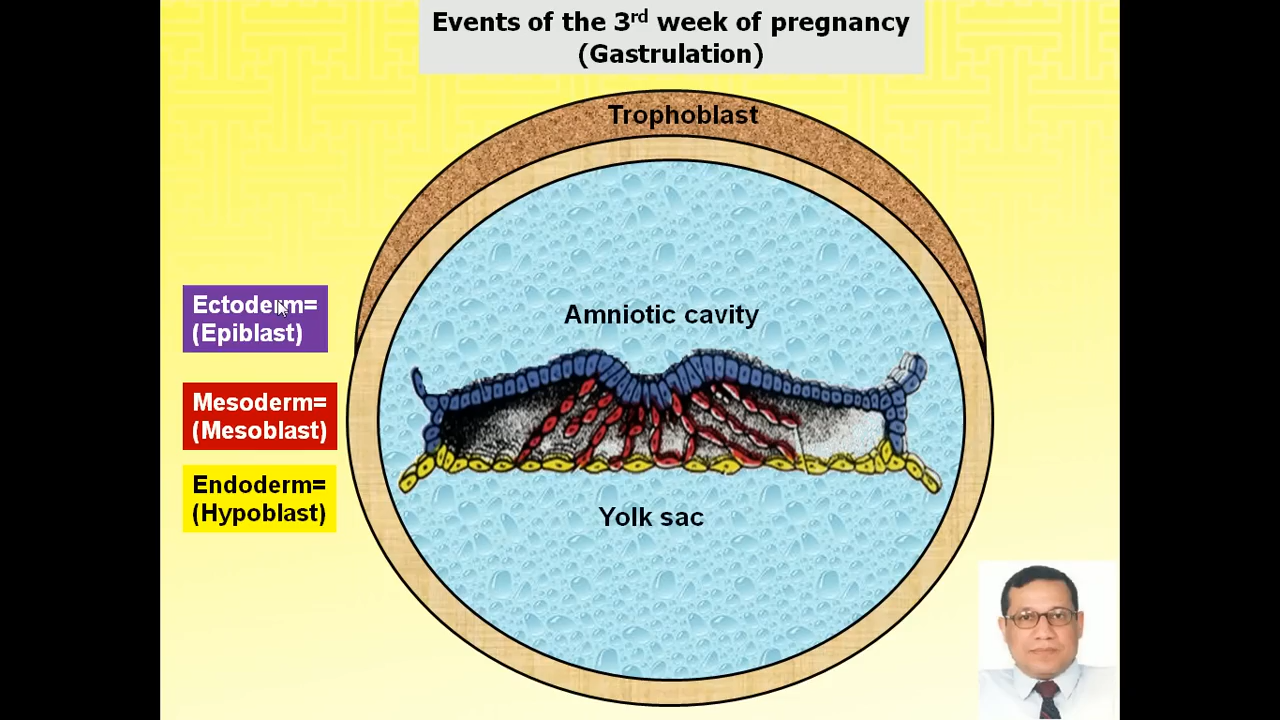 Events of the 3rd week of pregnancy
(Gastrulation)
Trophoblast
Amniotic cavity
Ectoderm=
(Epiblast)
Mesoderm=
(Mesoblast)
Endoderm=
(Hypoblast)
Yolk sac